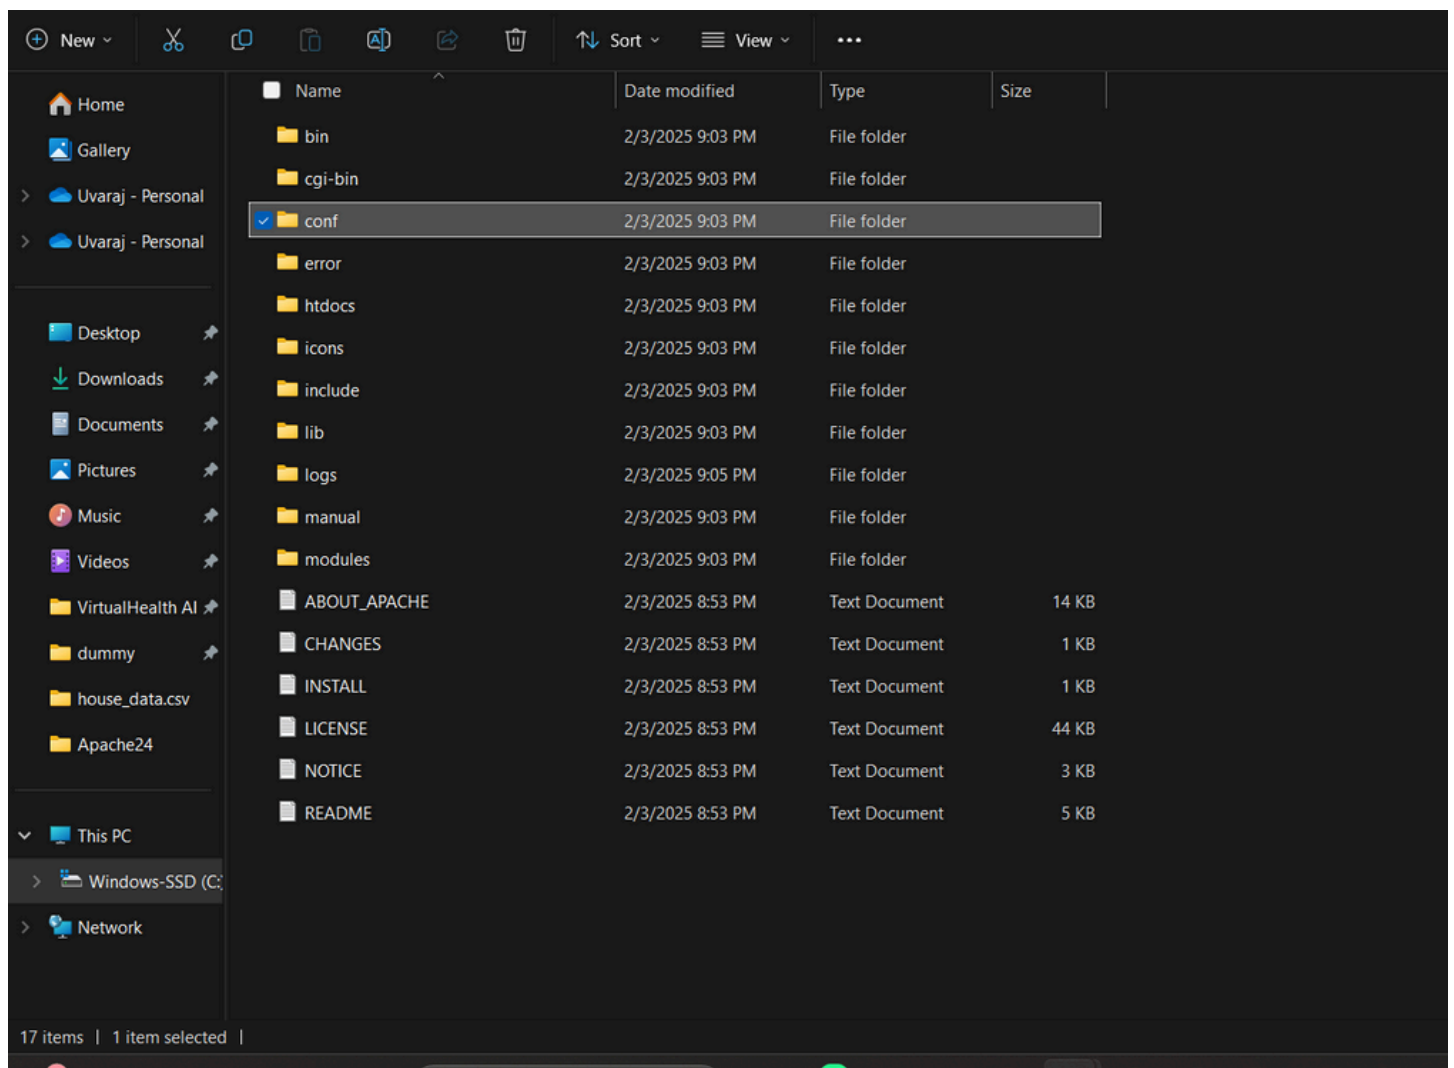 New Sort View
Name Date modified Type Size
Home
Gallery
Uvaraj - Personal
Uvaraj - Personal
Desktop
Downloads
Documents
Pictures
Music
Videos
VirtualHealth AI
dummy
house_data.csv
Apache24
This PC
Windows-SSD (C:)
Network
bin 2/3/2025 9:03 PM File folder
cgi-bin 2/3/2025 9:03 PM File folder
conf 2/3/2025 9:03 PM File folder
error 2/3/2025 9:03 PM File folder
htdocs 2/3/2025 9:03 PM File folder
icons 2/3/2025 9:03 PM File folder
include 2/3/2025 9:03 PM File folder
lib 2/3/2025 9:03 PM File folder
logs 2/3/2025 9:05 PM File folder
manual 2/3/2025 9:03 PM File folder
modules 2/3/2025 9:03 PM File folder
ABOUT_APACHE 2/3/2025 8:53 PM Text Document 14 KB
CHANGES 2/3/2025 8:53 PM Text Document 1 KB
INSTALL 2/3/2025 8:53 PM Text Document 1 KB
LICENSE 2/3/2025 8:53 PM Text Document 44 KB
NOTICE 2/3/2025 8:53 PM Text Document 3 KB
README 2/3/2025 8:53 PM Text Document 5 KB
17 items | 1 item selected |